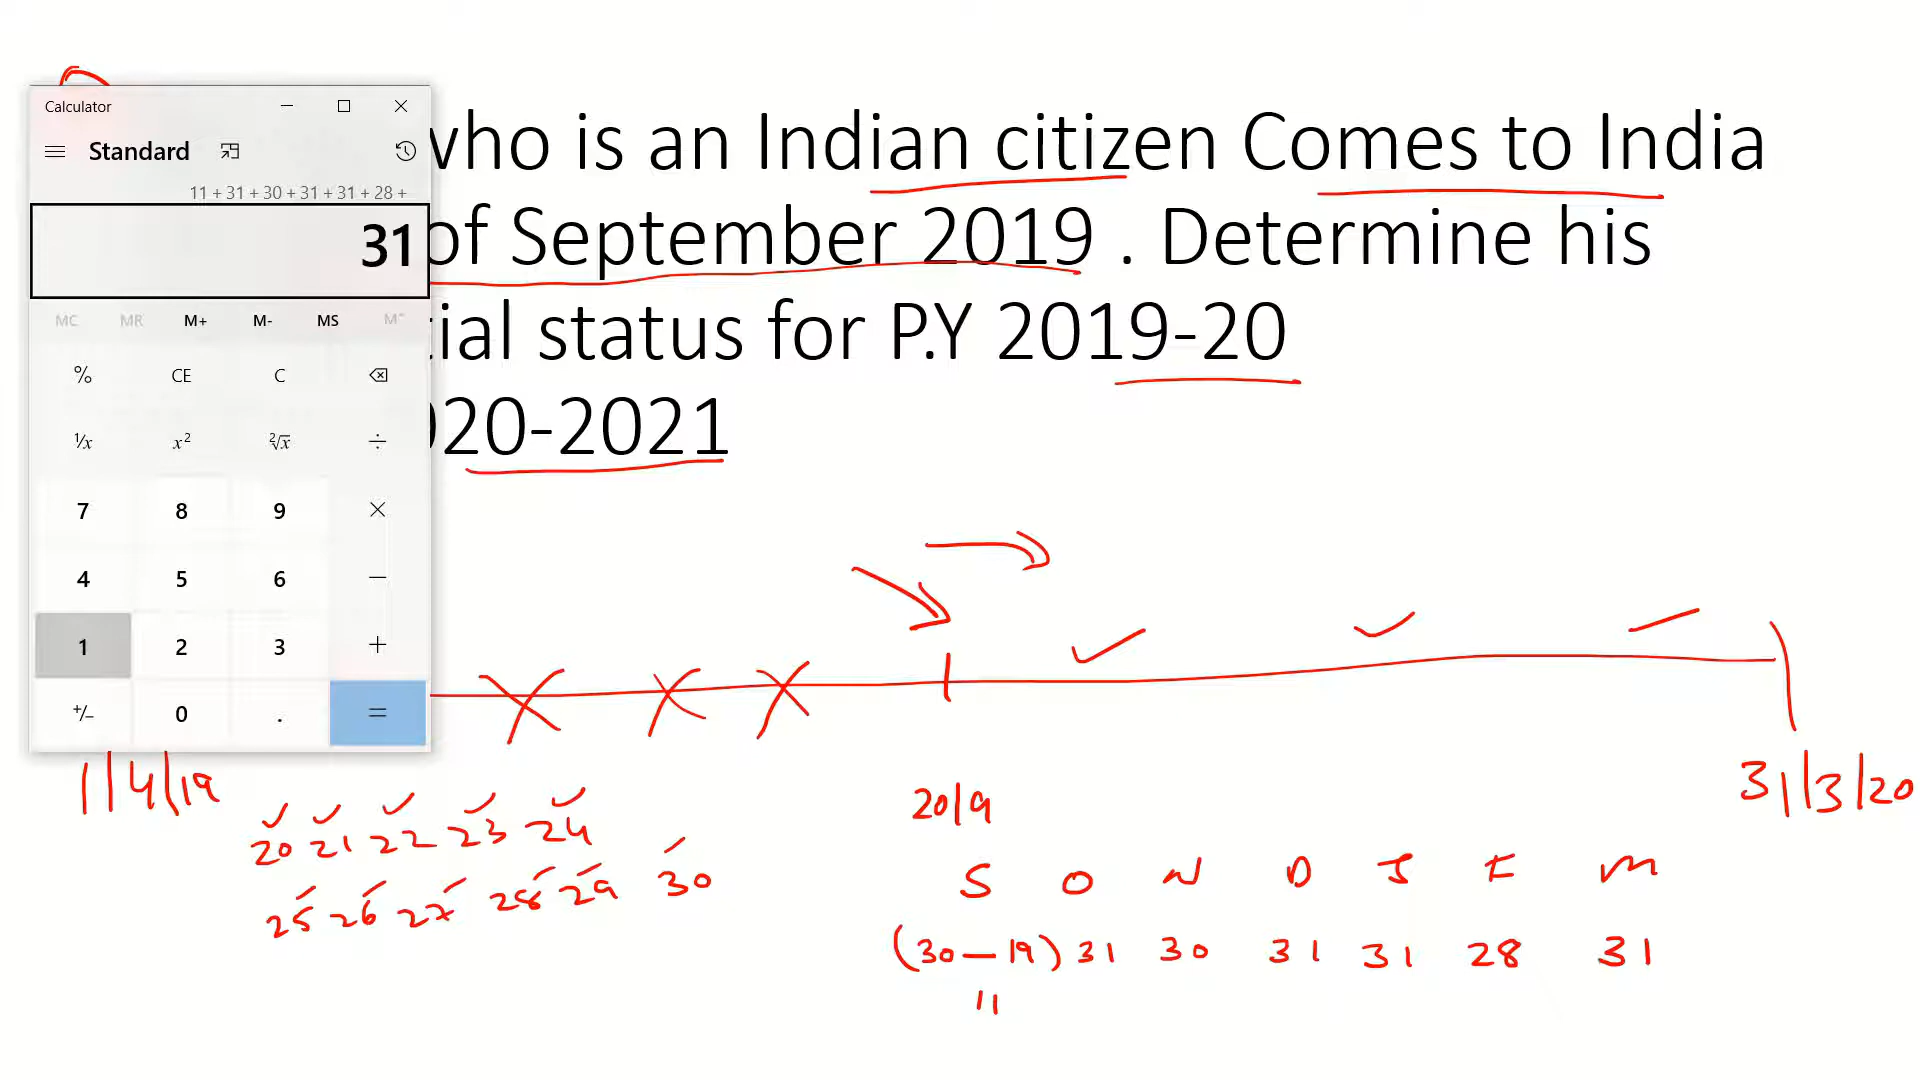 Calculator
Standard
11 + 31 + 30 + 31 + 31 + 28 +
31
MC MR M+ M- MS M˅
% CE C
¹/x x² ²√x ÷
7 8 9 ×
4 5 6 −
1 2 3 +
+/− 0 . =
who is an Indian citizen Comes to India
of September 2019 . Determine his
tial status for P.Y 2019-20
020-2021
1/4/19
20/9
31/3/20
20 21 22 23 24
25 26 27 28 29 30
S O N D J F M
(30 — 19) 31 30 31 31 28 31
11